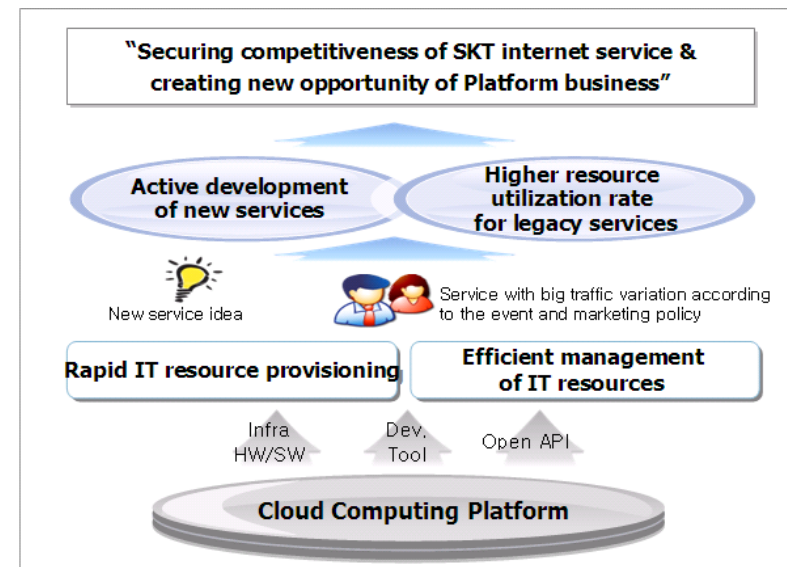 “Securing competitiveness of SKT internet service &
creating new opportunity of Platform business”
Active development
of new services
Higher resource
utilization rate
for legacy services
New service idea
Service with big traffic variation according
to the event and marketing policy
Rapid IT resource provisioning
Efficient management
of IT resources
Infra
HW/SW
Dev.
Tool
Open API
Cloud Computing Platform